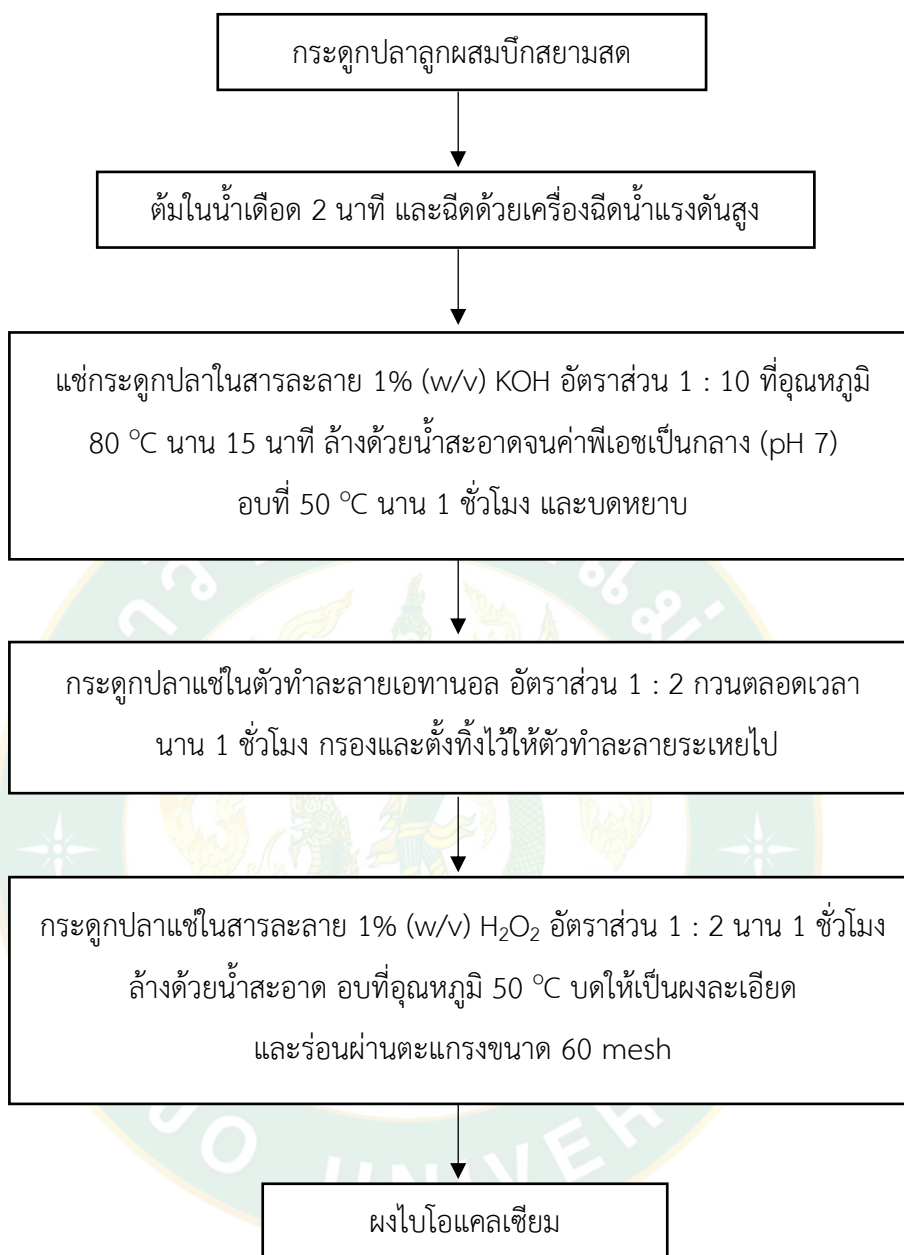 กระดูกปลาลูกผสมบึกสยามสด
ต้มในน้ำเดือด 2 นาที และฉีดด้วยเครื่องฉีดน้ำแรงดันสูง
แช่กระดูกปลาในสารละลาย 1% (w/v) KOH อัตราส่วน 1 : 10 ที่อุณหภูมิ
80 °C นาน 15 นาที ล้างด้วยน้ำสะอาดจนค่าพีเอชเป็นกลาง (pH 7)
อบที่ 50 °C นาน 1 ชั่วโมง และบดหยาบ
กระดูกปลาแช่ในตัวทำละลายเอทานอล อัตราส่วน 1 : 2 กวนตลอดเวลา
นาน 1 ชั่วโมง กรองและตั้งทิ้งไว้ให้ตัวทำละลายระเหยไป
กระดูกปลาแช่ในสารละลาย 1% (w/v) H₂O₂ อัตราส่วน 1 : 2 นาน 1 ชั่วโมง
ล้างด้วยน้ำสะอาด อบที่อุณหภูมิ 50 °C บดให้เป็นผงละเอียด
และร่อนผ่านตะแกรงขนาด 60 mesh
ผงไบโอแคลเซียม